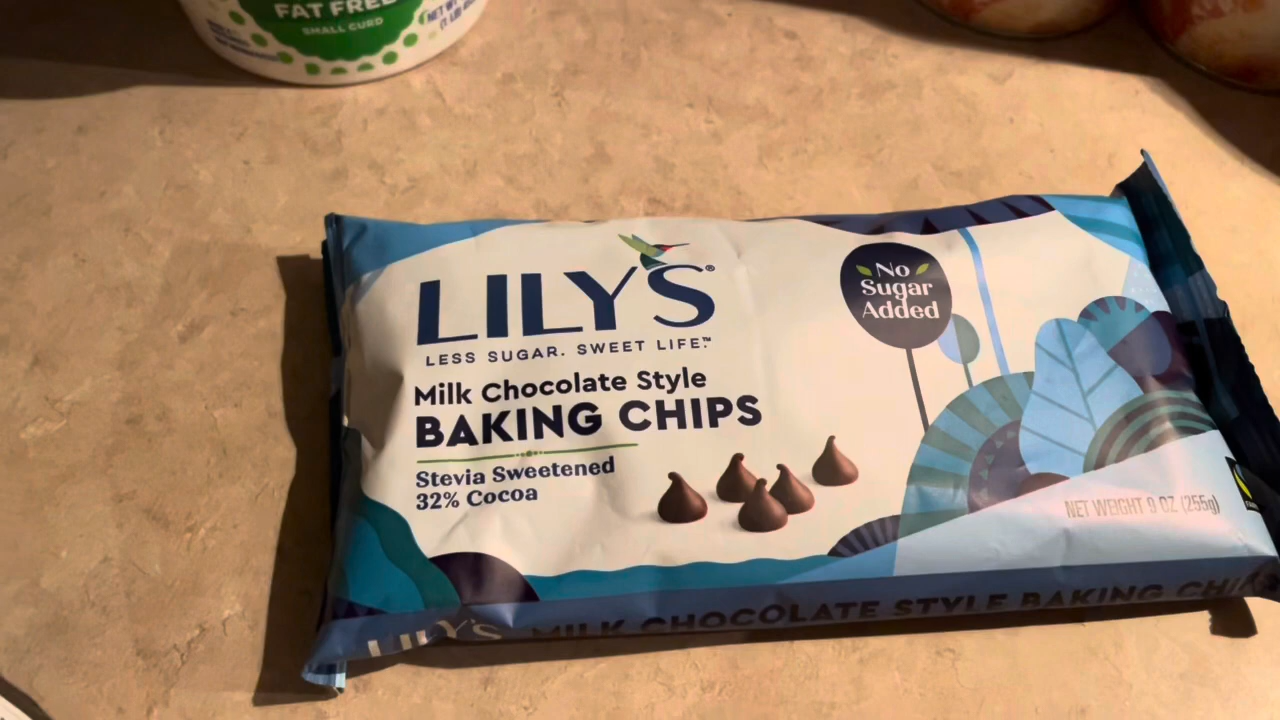 FAT FREE
SMALL CURD
LILY'S®
LESS SUGAR. SWEET LIFE.™
Milk Chocolate Style
BAKING CHIPS
Stevia Sweetened
32% Cocoa
No
Sugar
Added
NET WEIGHT 9 OZ (255g)
LILY'S MILK CHOCOLATE STYLE BAKING CHI